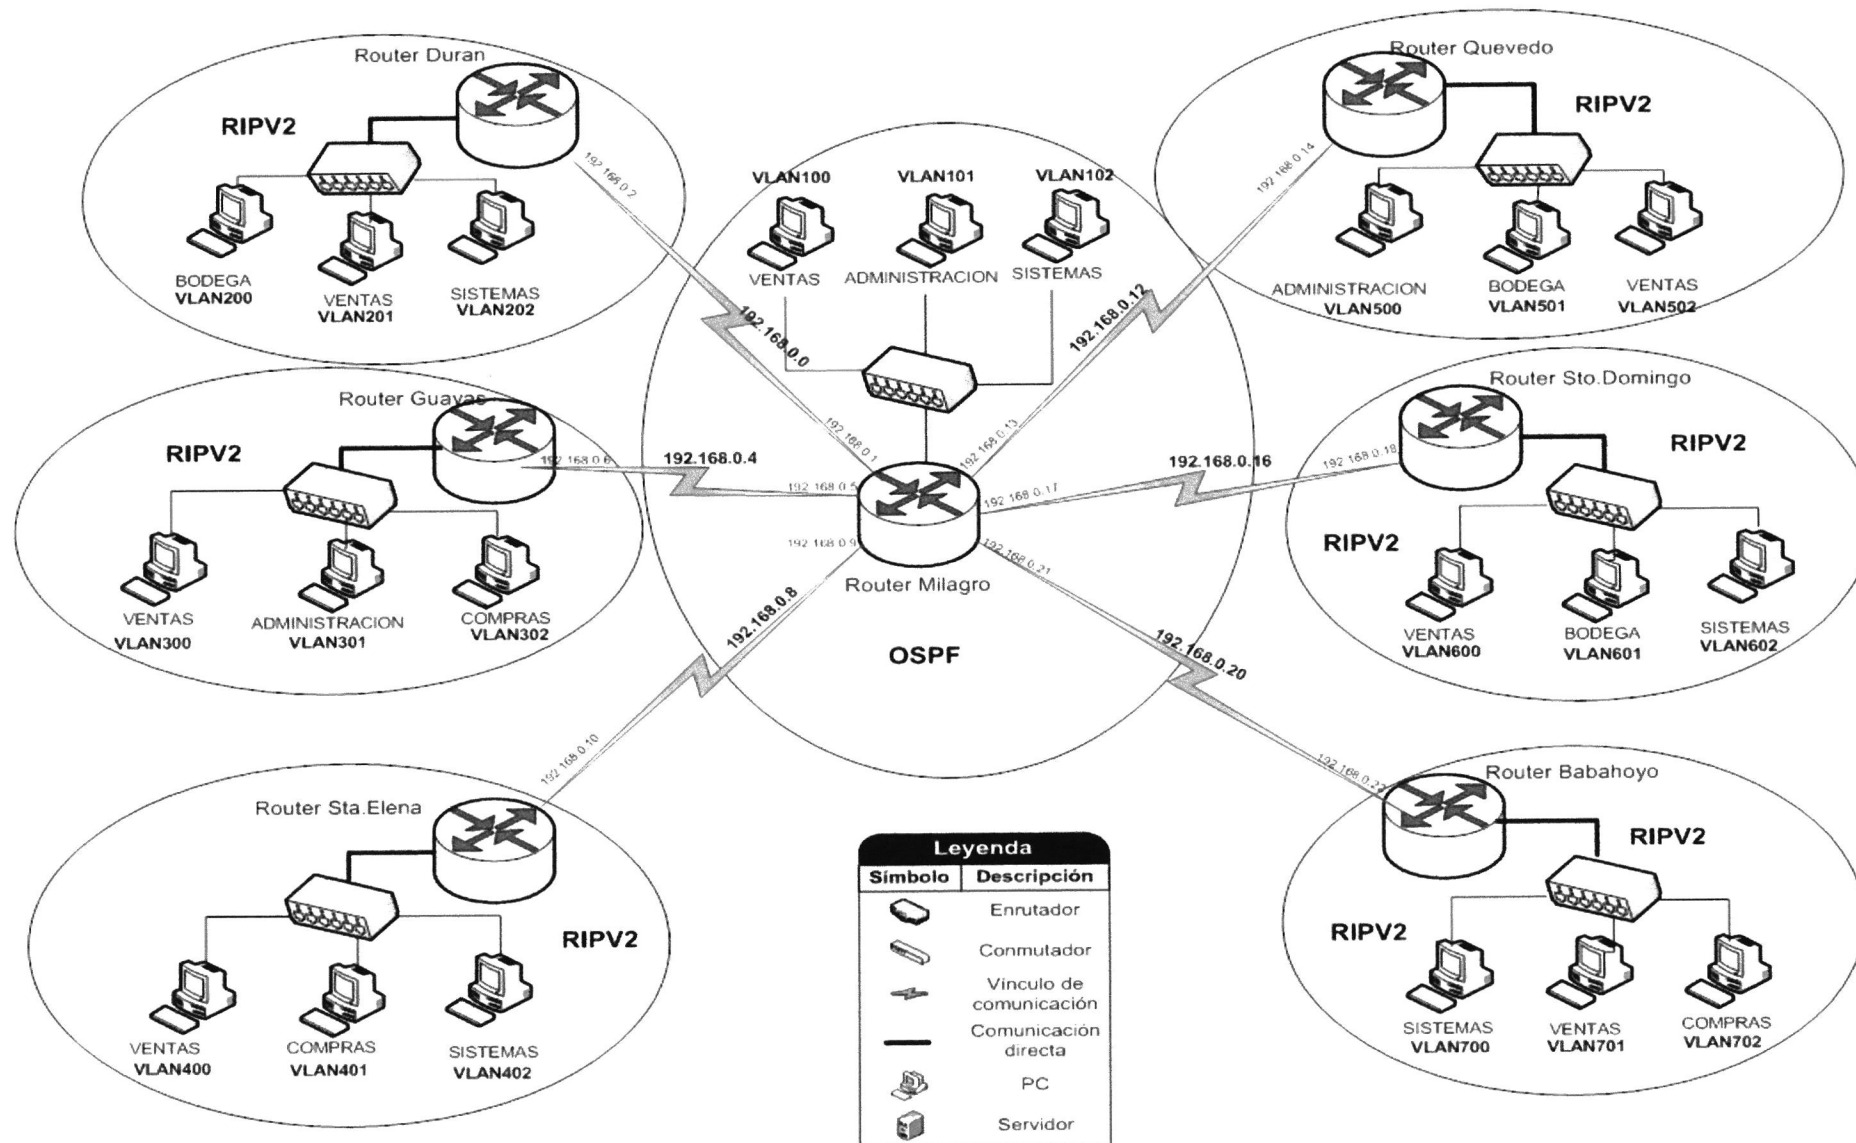 Router Duran
RIPV2
192.168.0.2
BODEGA
VLAN200
VENTAS
VLAN201
SISTEMAS
VLAN202
192.168.0.0
192.168.0.1
VLAN100
VLAN101
VLAN102
VENTAS
ADMINISTRACION
SISTEMAS
Router Quevedo
RIPV2
192.168.0.14
ADMINISTRACION
VLAN500
BODEGA
VLAN501
VENTAS
VLAN502
192.168.0.12
192.168.0.13
Router Guayas
RIPV2
192.168.0.6
192.168.0.4
192.168.0.5
VENTAS
VLAN300
ADMINISTRACION
VLAN301
COMPRAS
VLAN302
Router Sto.Domingo
RIPV2
192.168.0.18
192.168.0.16
192.168.0.17
RIPV2
VENTAS
VLAN600
BODEGA
VLAN601
SISTEMAS
VLAN602
192.168.0.9
192.168.0.21
Router Milagro
192.168.0.8
192.168.0.20
OSPF
192.168.0.10
192.168.0.22
Router Sta.Elena
RIPV2
VENTAS
VLAN400
COMPRAS
VLAN401
SISTEMAS
VLAN402
Router Babahoyo
RIPV2
RIPV2
SISTEMAS
VLAN700
VENTAS
VLAN701
COMPRAS
VLAN702
Leyenda
Símbolo Descripción
Enrutador
Conmutador
Vínculo de
comunicación
Comunicación
directa
PC
Servidor